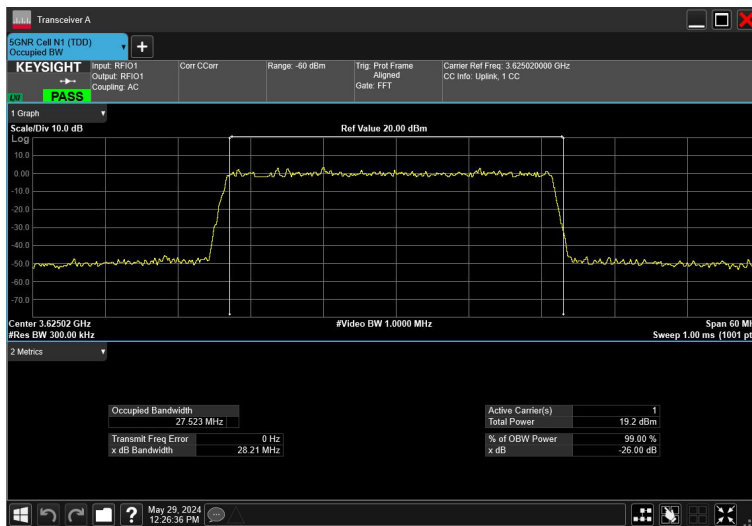 Transceiver A
5GNR Cell N1 (TDD)
Occupied BW
KEYSIGHT
LXI
PASS
Input: RFIO1
Output: RFIO1
Coupling: AC
Corr CCorr
Range: -60 dBm
Trig: Prot Frame
Aligned
Gate: FFT
Carrier Ref Freq: 3.625020000 GHz
CC Info: Uplink, 1 CC
1 Graph
Scale/Div 10.0 dB
Ref Value 20.00 dBm
Log
10.0
0.00
-10.0
-20.0
-30.0
-40.0
-50.0
-60.0
-70.0
Center 3.62502 GHz
#Video BW 1.0000 MHz
Span 60 MH
#Res BW 300.00 kHz
Sweep 1.00 ms (1001 pt
2 Metrics
Occupied Bandwidth
27.523 MHz
Transmit Freq Error 0 Hz
x dB Bandwidth 28.21 MHz
Active Carrier(s) 1
Total Power 19.2 dBm
% of OBW Power 99.00 %
x dB -26.00 dB
May 29, 2024
12:26:36 PM